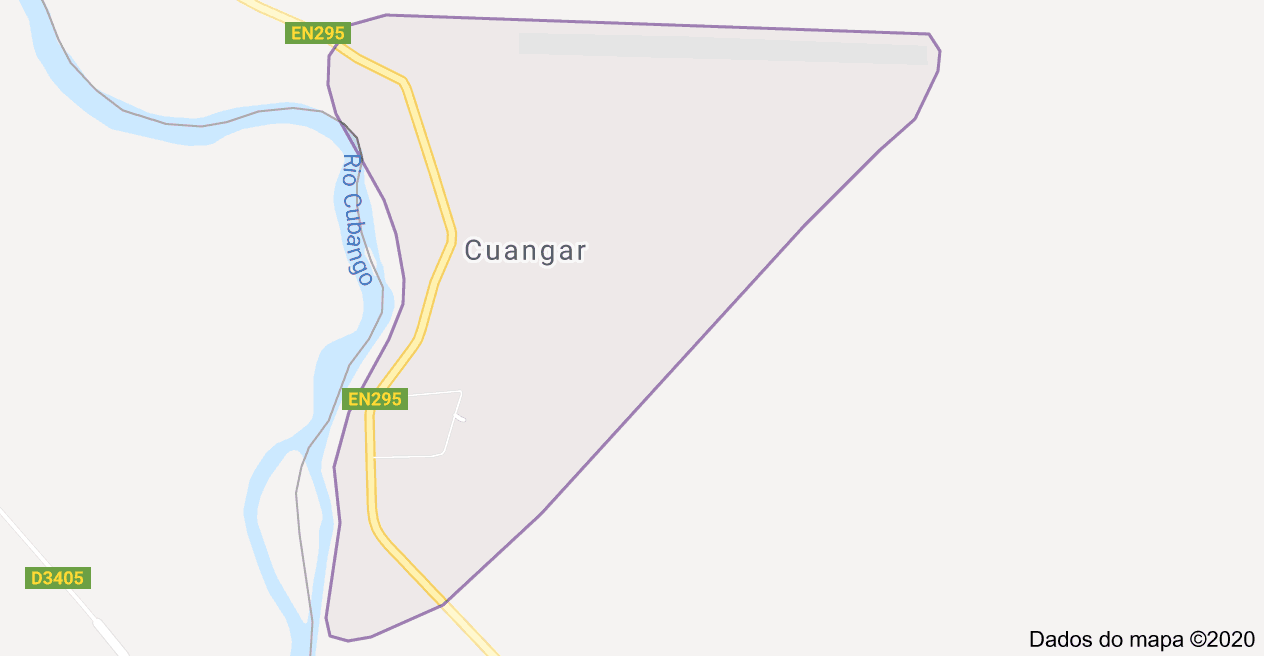 EN295
Rio Cubango
Cuangar
EN295
D3405
Dados do mapa ©2020